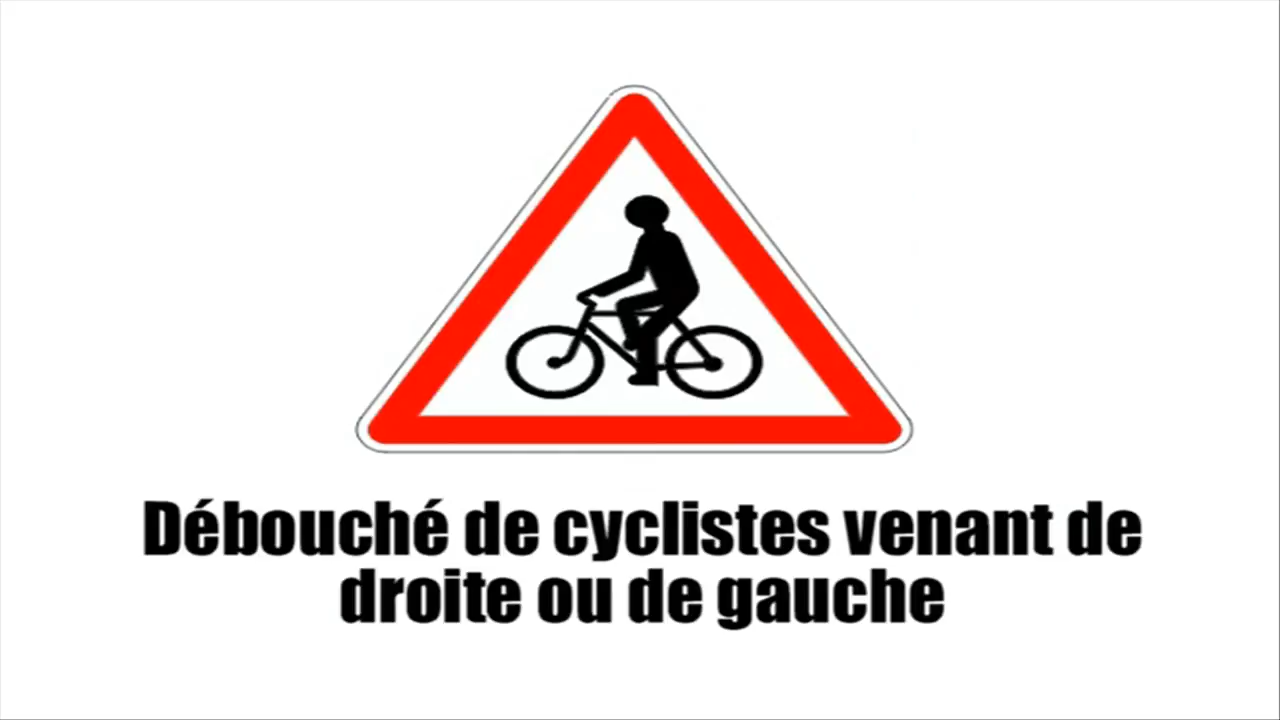 Débouché de cyclistes venant de
droite ou de gauche